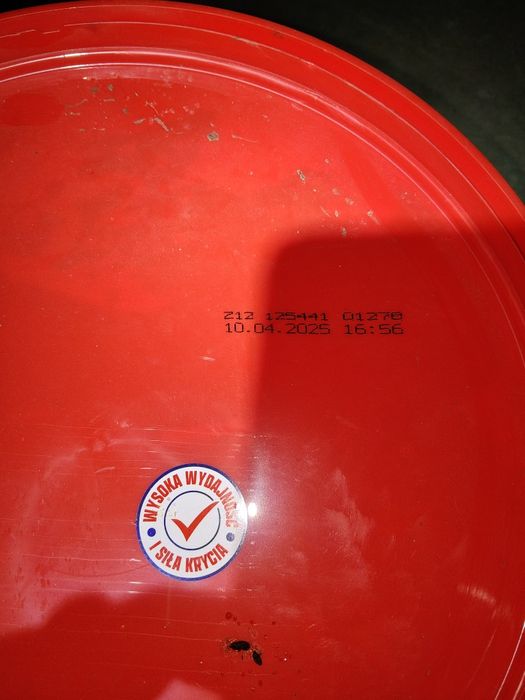 Z12 125441 01270
10.04.2025 16:56
WYSOKA WYDAJNOŚĆ
I SIŁA KRYCIA